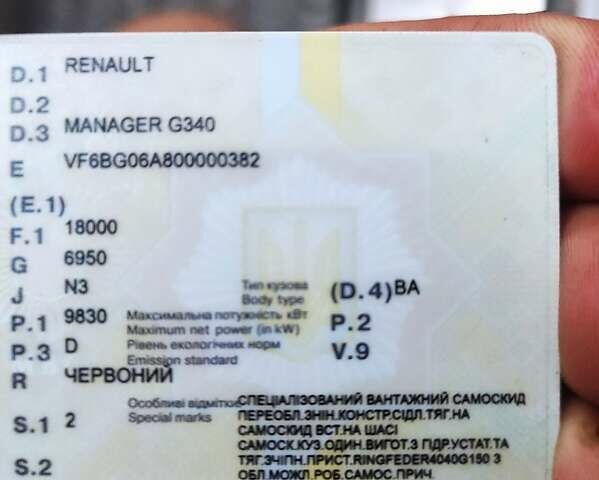 D.1 RENAULT
D.2
D.3 MANAGER G340
E VF6BG06A800000382
(E.1)
F.1 18000
G 6950
J N3 Тип кузова (D.4) BA
Body type
P.1 9830 Максимальна потужність кВт P.2
Maximum net power (in kW)
P.3 D Рівень екологічних норм V.9
Emission standard
R ЧЕРВОНИЙ
Особливі відмітки СПЕЦІАЛІЗОВАНИЙ ВАНТАЖНИЙ САМОСКИД
S.1 2 Special marks ПЕРЕОБЛ.ЗНІН.КОНСТР.СІДЛ.ТЯГ.НА
САМОСКИД ВСТ.НА ШАСІ
САМОСК.КУЗ.ОДИН.ВИГОТ.З ГІДР.УСТАТ.ТА
S.2 ТЯГ.ЗЧІПН.ПРИСТ.RINGFEDER4040G150 З
ОБЛ.МОЖЛ.РОБ.САМОС.ПРИЧ.